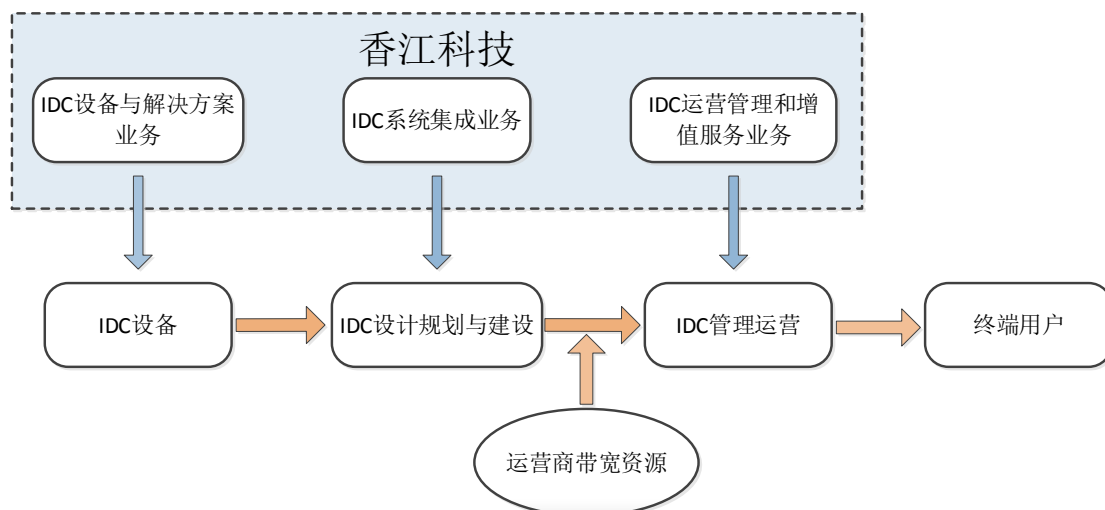 香江科技
IDC设备与解决方案
业务
IDC系统集成业务
IDC运营管理和增
值服务业务
IDC设备
IDC设计规划与建设
IDC管理运营
终端用户
运营商带宽资源